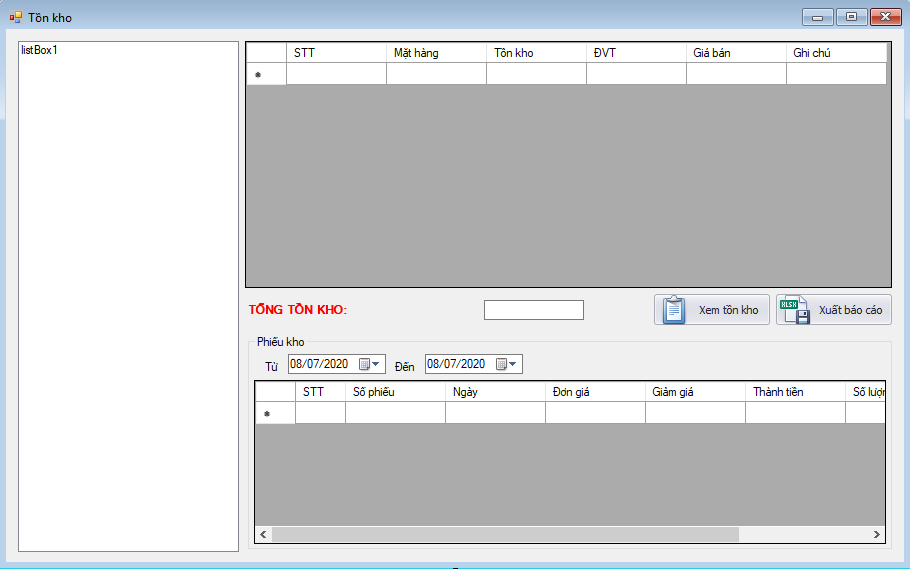 Tồn kho
listBox1
STT Mặt hàng Tồn kho ĐVT Giá bán Ghi chú
TỔNG TỒN KHO:
Xem tồn kho
XLSX Xuất báo cáo
Phiếu kho
Từ 08/07/2020 Đến 08/07/2020
STT Số phiếu Ngày Đơn giá Giảm giá Thành tiền Số lượn